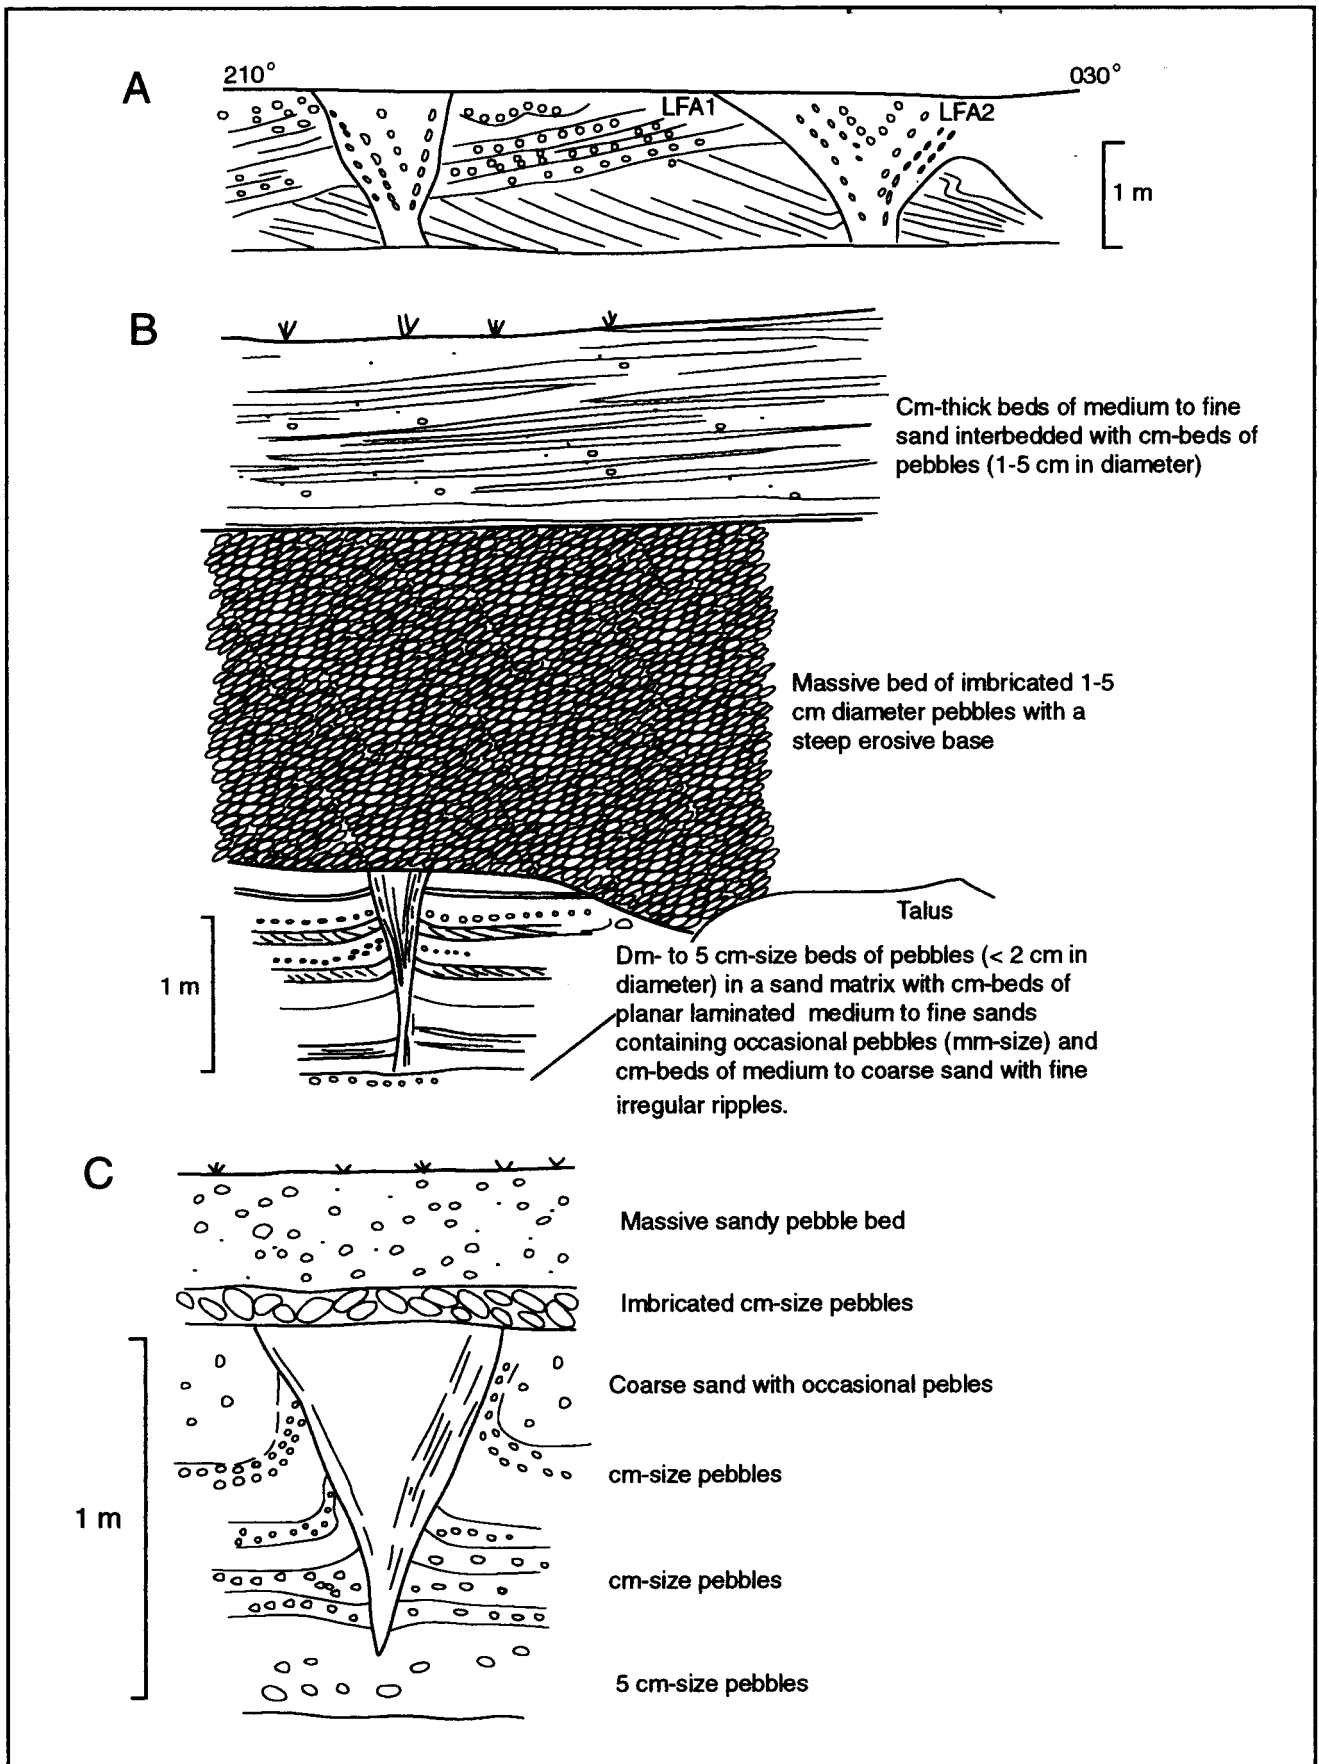 A
210°
030°
LFA1
LFA2
1 m
B
Cm-thick beds of medium to fine
sand interbedded with cm-beds of
pebbles (1-5 cm in diameter)
Massive bed of imbricated 1-5
cm diameter pebbles with a
steep erosive base
Talus
1 m
Dm- to 5 cm-size beds of pebbles (< 2 cm in
diameter) in a sand matrix with cm-beds of
planar laminated medium to fine sands
containing occasional pebbles (mm-size) and
cm-beds of medium to coarse sand with fine
irregular ripples.
C
Massive sandy pebble bed
Imbricated cm-size pebbles
Coarse sand with occasional pebles
cm-size pebbles
1 m
cm-size pebbles
5 cm-size pebbles